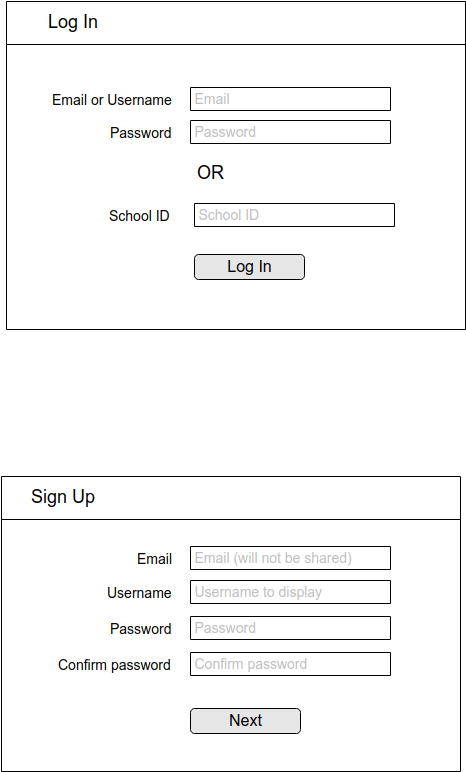 Log In
Email or Username Email
Password Password
OR
School ID School ID
Log In
Sign Up
Email Email (will not be shared)
Username Username to display
Password Password
Confirm password Confirm password
Next